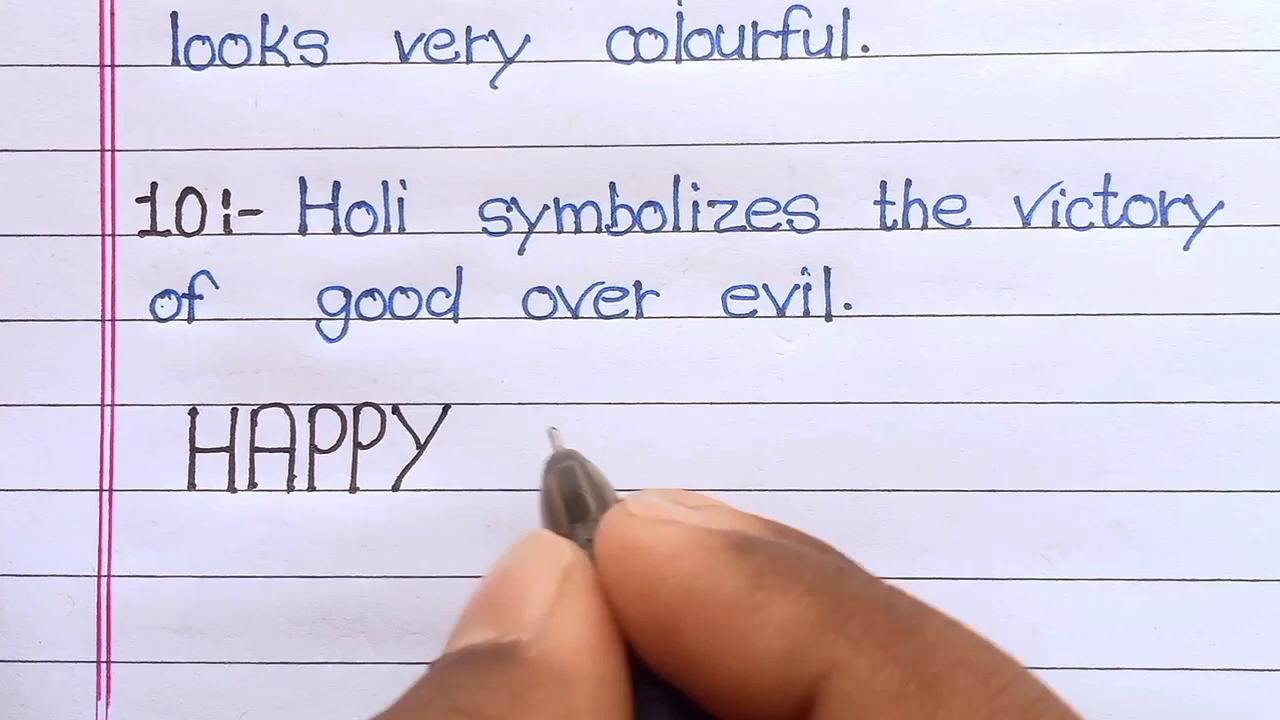 looks very colourful.
10:- Holi symbolizes the victory
of good over evil.
HAPPY